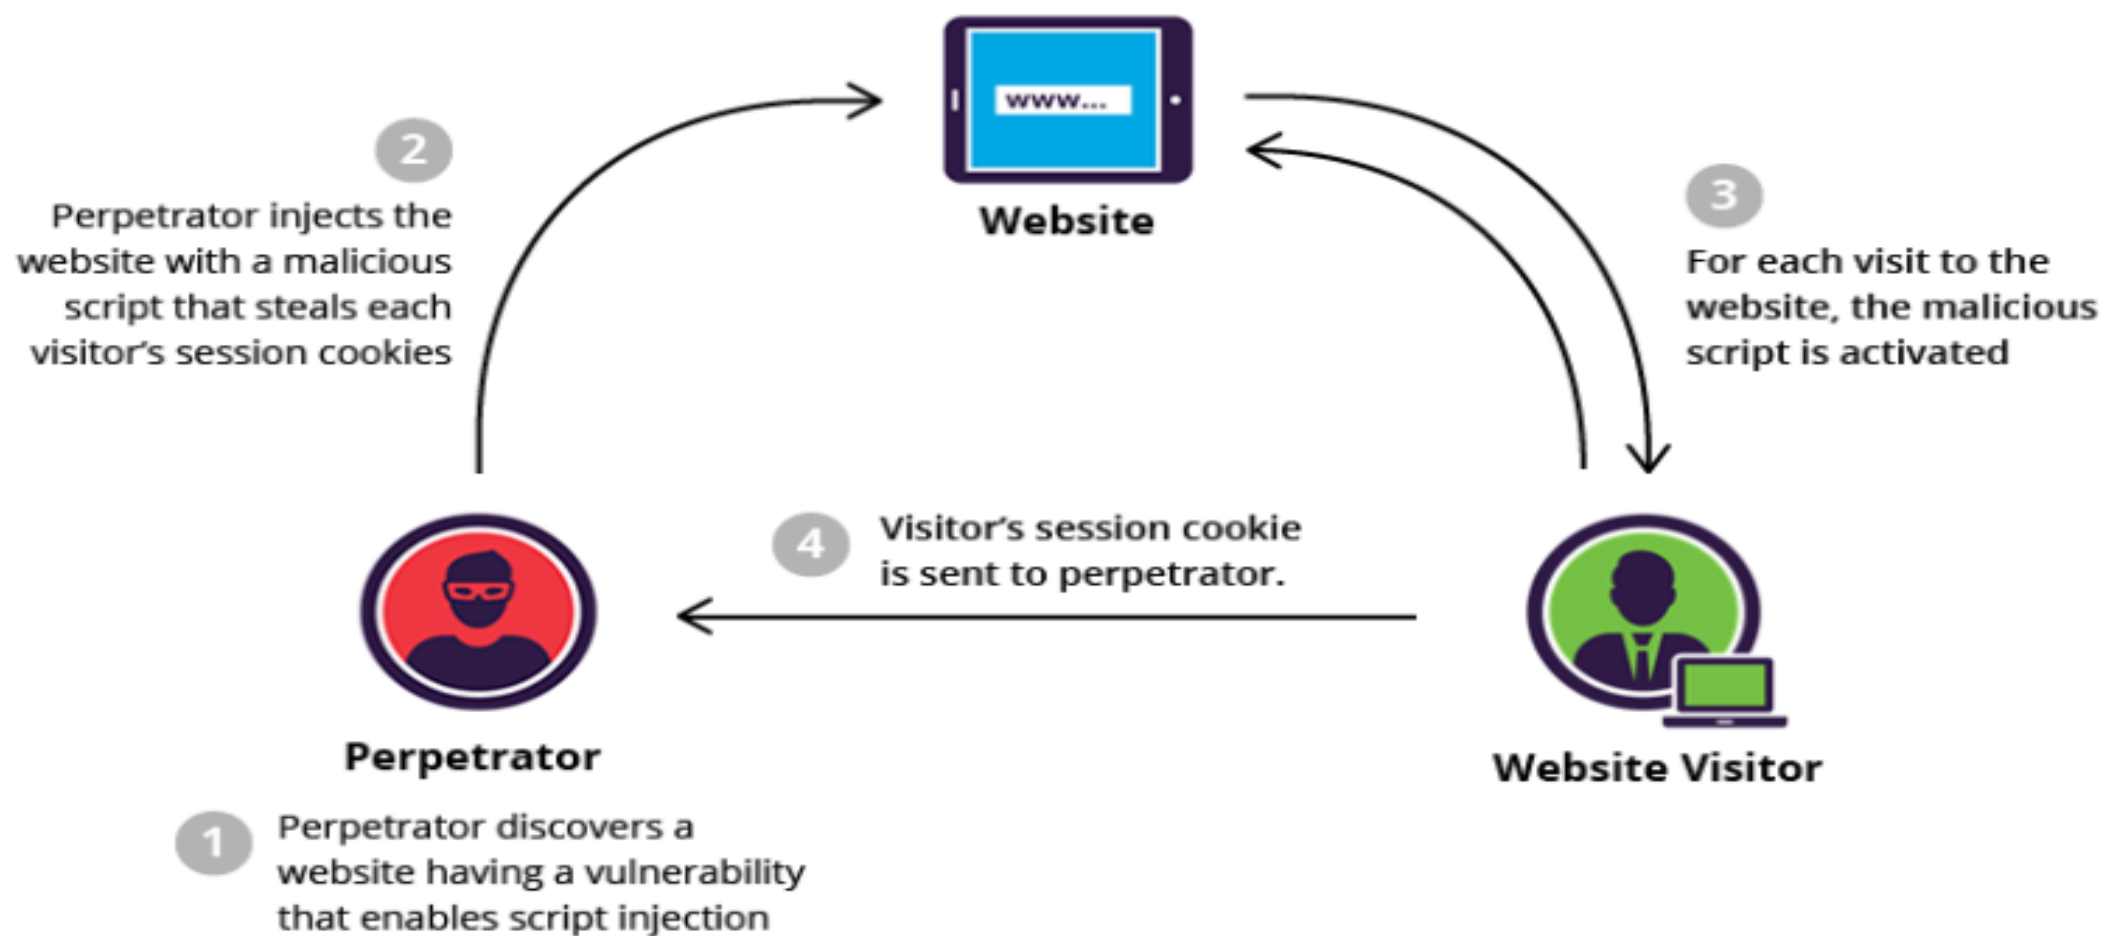 www...
Website
2
Perpetrator injects the
website with a malicious
script that steals each
visitor's session cookies
3
For each visit to the
website, the malicious
script is activated
4
Visitor's session cookie
is sent to perpetrator.
Perpetrator
Website Visitor
1
Perpetrator discovers a
website having a vulnerability
that enables script injection